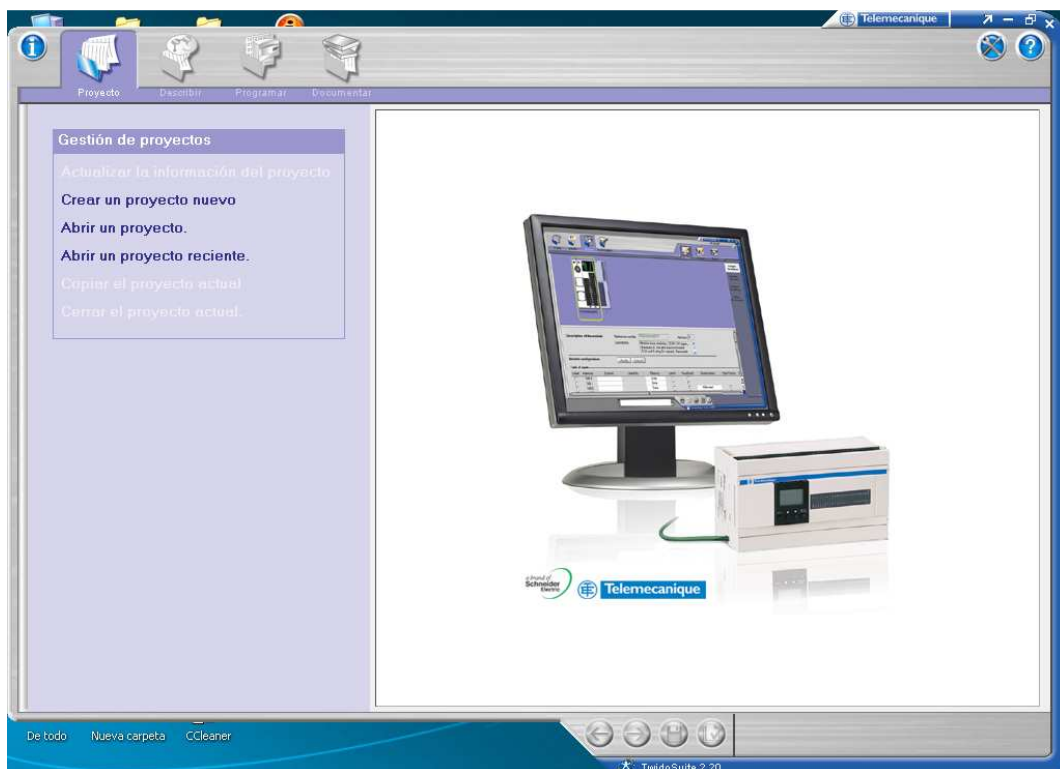 Telemecanique
Proyecto
Describir
Programar
Documentar
Gestión de proyectos
Actualizar la información del proyecto
Crear un proyecto nuevo
Abrir un proyecto.
Abrir un proyecto reciente.
Copiar el proyecto actual
Cerrar el proyecto actual.
a brand of
Schneider
Electric
Telemecanique
De todo
Nueva carpeta
CCleaner
TwidoSuite 2.20